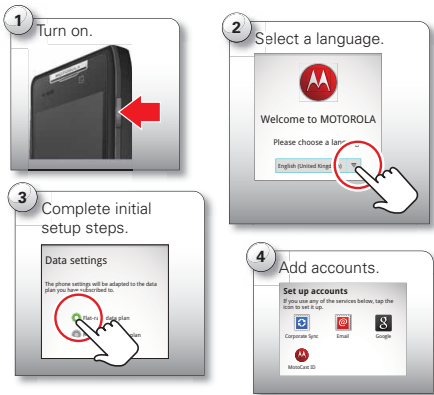 1
Turn on.
2
Select a language.
Welcome to MOTOROLA
Please choose a
English (United
3
Complete initial
setup steps.
Data settings
The phone settings will be adapted to the data
plan you have subscribed to.
data plan
plan
4
Add accounts.
Set up accounts
If you use any of the services below, tap the
icon to set it up.
Corporate Sync
Email
Google
MotoCast ID